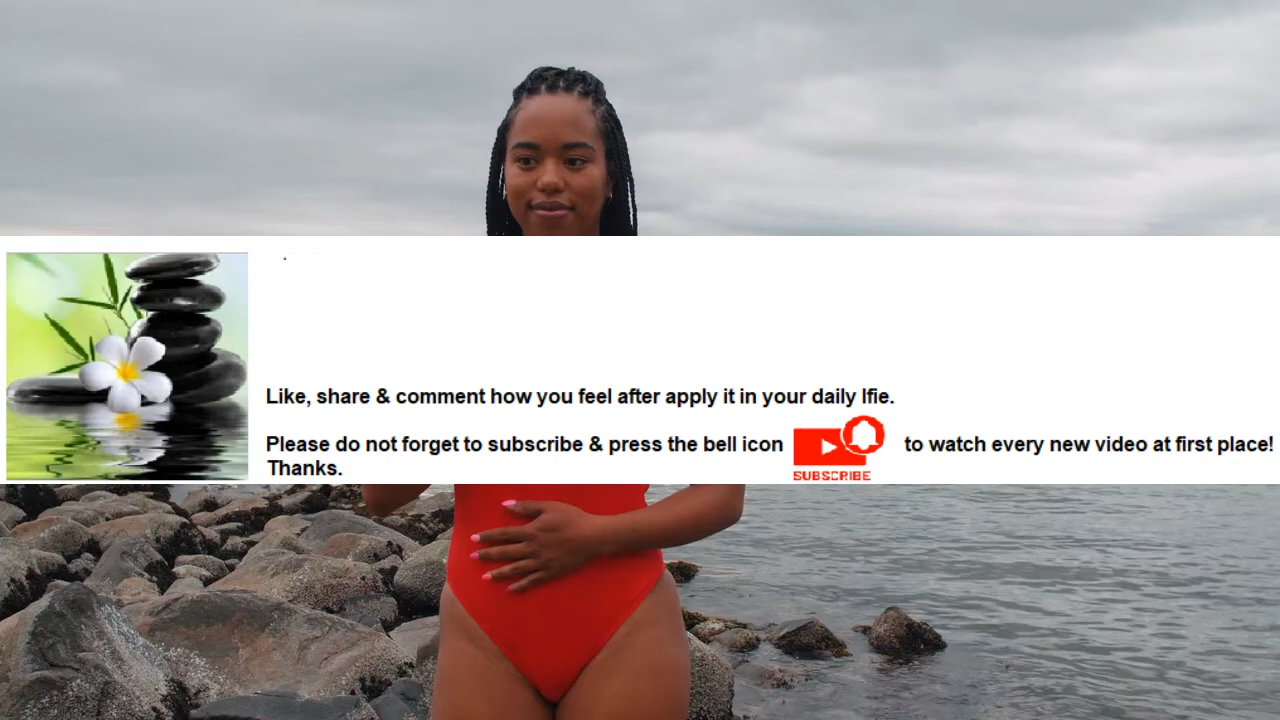 Like, share & comment how you feel after apply it in your daily lfie.
Please do not forget to subscribe & press the bell icon SUBSCRIBE to watch every new video at first place!
Thanks.